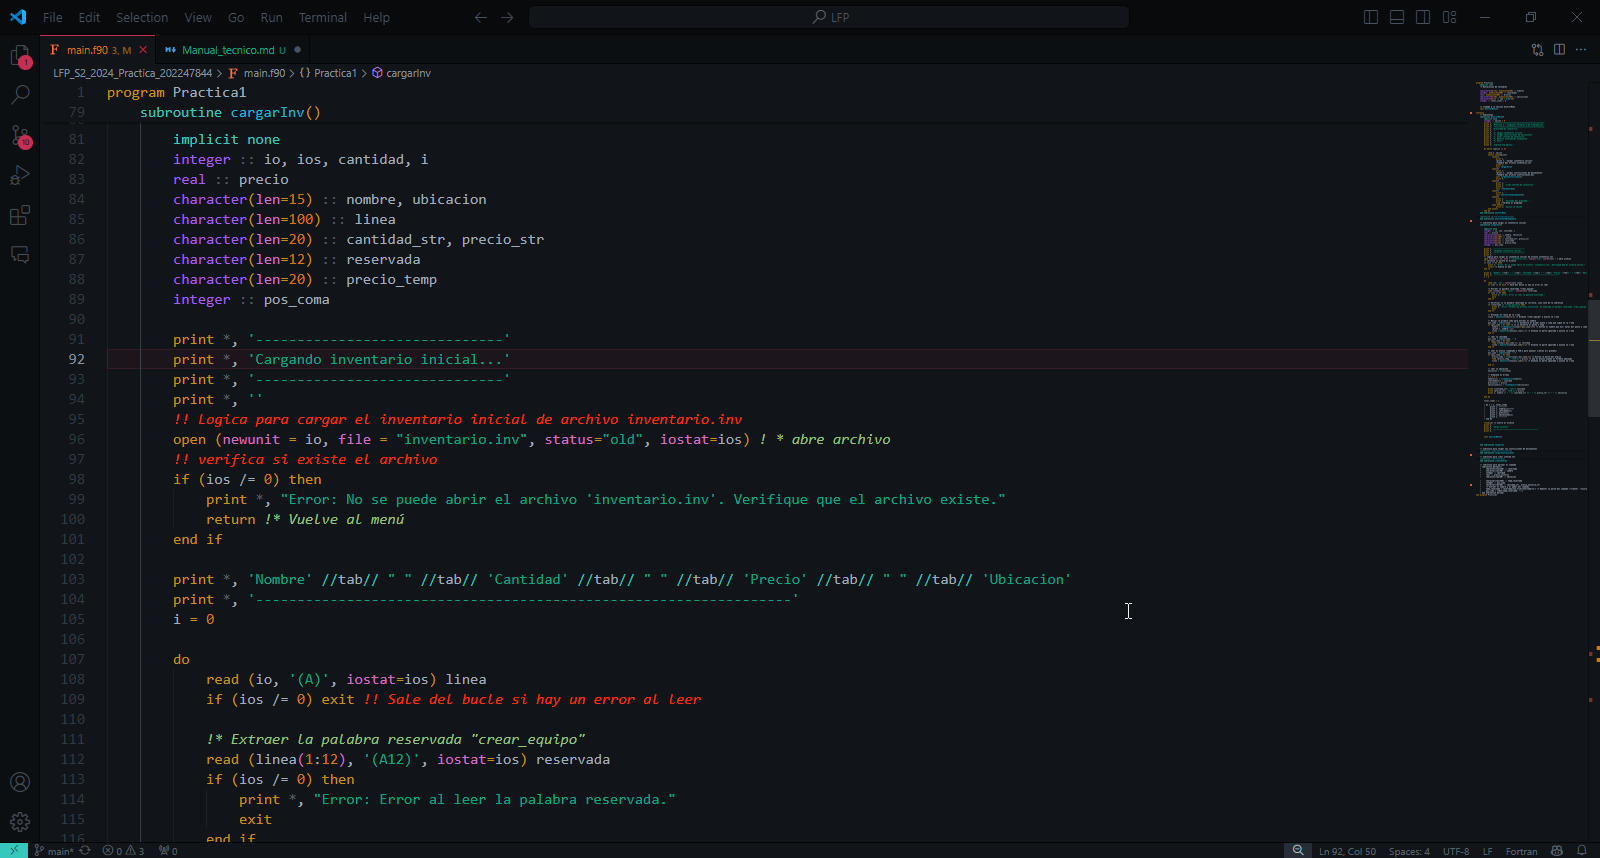 File Edit Selection View Go Run Terminal Help
LFP
main.f90 3, M
Manual_tecnico.md U
LFP_S2_2024_Practica_202247844 > main.f90 > {} Practica1 > cargarInv
1 program Practica1
79 subroutine cargarInv()
81 implicit none
82 integer :: io, ios, cantidad, i
83 real :: precio
84 character(len=15) :: nombre, ubicacion
85 character(len=100) :: linea
86 character(len=20) :: cantidad_str, precio_str
87 character(len=12) :: reservada
88 character(len=20) :: precio_temp
89 integer :: pos_coma
90
91 print *, '------------------------------'
92 print *, 'Cargando inventario inicial...'
93 print *, '------------------------------'
94 print *, ''
95 !! Logica para cargar el inventario inicial de archivo inventario.inv
96 open (newunit = io, file = "inventario.inv", status="old", iostat=ios) ! * abre archivo
97 !! verifica si existe el archivo
98 if (ios /= 0) then
99 print *, "Error: No se puede abrir el archivo 'inventario.inv'. Verifique que el archivo existe."
100 return !* Vuelve al menú
101 end if
102
103 print *, 'Nombre' //tab// " " //tab// 'Cantidad' //tab// " " //tab// 'Precio' //tab// " " //tab// 'Ubicacion'
104 print *, '-----------------------------------------------------------------'
105 i = 0
106
107 do
108 read (io, '(A)', iostat=ios) linea
109 if (ios /= 0) exit !! Sale del bucle si hay un error al leer
110
111 !* Extraer la palabra reservada "crear_equipo"
112 read (linea(1:12), '(A12)', iostat=ios) reservada
113 if (ios /= 0) then
114 print *, "Error: Error al leer la palabra reservada."
115 exit
116 end if
main* 0 3 0
Ln 92, Col 50 Spaces: 4 UTF-8 LF Fortran